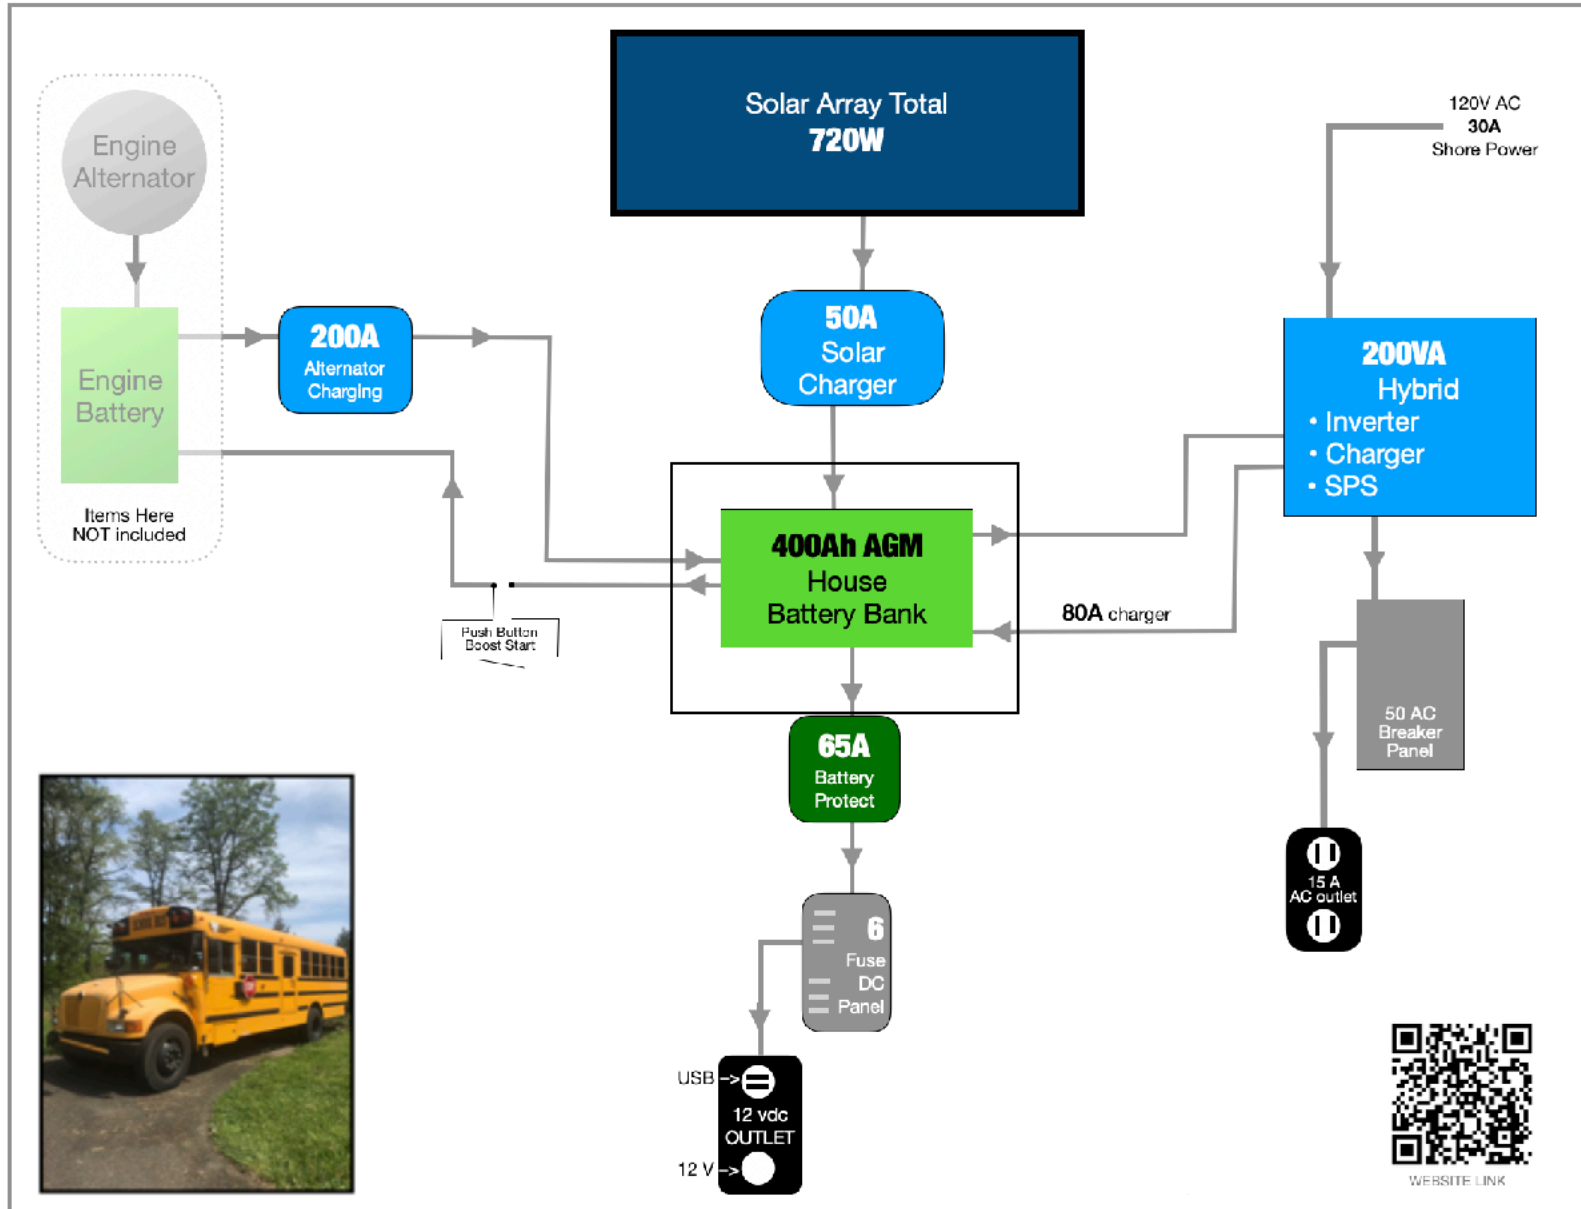 Engine
Alternator
Engine
Battery
Items Here
NOT included
200A
Alternator
Charging
Solar Array Total
720W
50A
Solar
Charger
120V AC
30A
Shore Power
200VA
Hybrid
• Inverter
• Charger
• SPS
400Ah AGM
House
Battery Bank
80A charger
Push Button
Boost Start
65A
Battery
Protect
50 AC
Breaker
Panel
15 A
AC outlet
6
Fuse
DC
Panel
USB –>
12 vdc
OUTLET
12 V –>
SCHOOL BUS
WEBSITE LINK